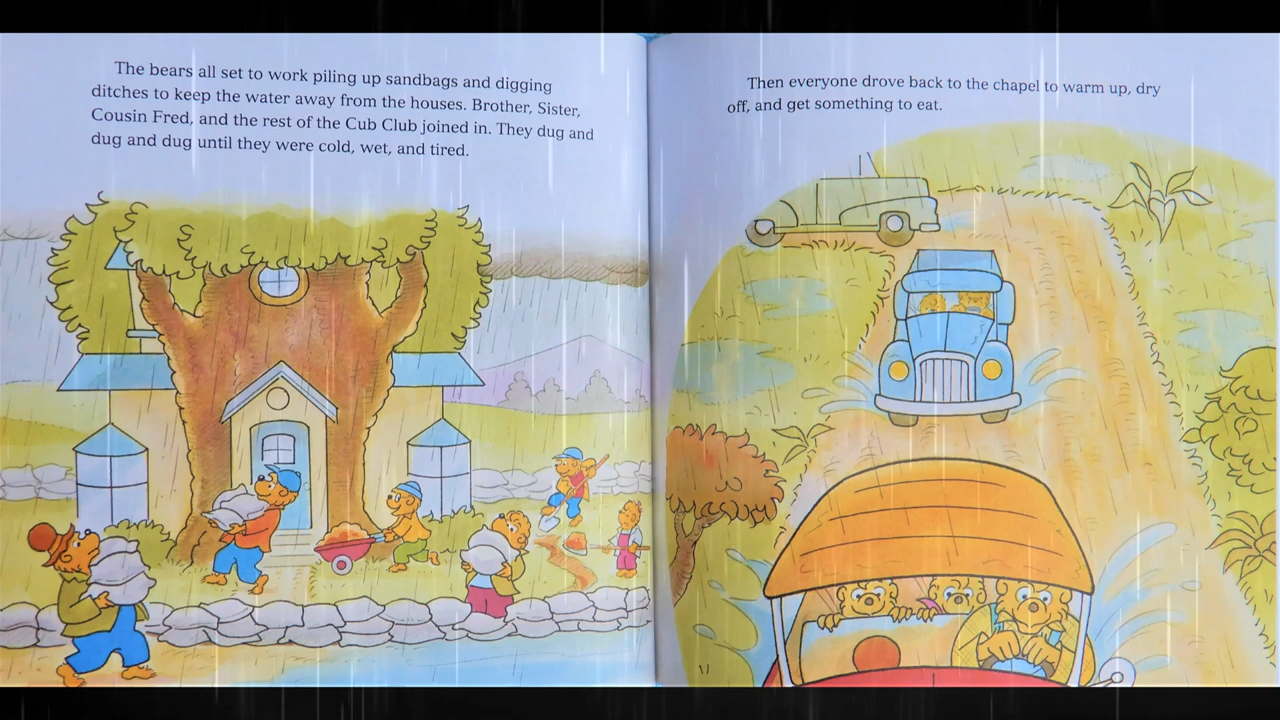 The bears all set to work piling up sandbags and digging
ditches to keep the water away from the houses. Brother, Sister,
Cousin Fred, and the rest of the Cub Club joined in. They dug and
dug and dug until they were cold, wet, and tired.
Then everyone drove back to the chapel to warm up, dry
off, and get something to eat.